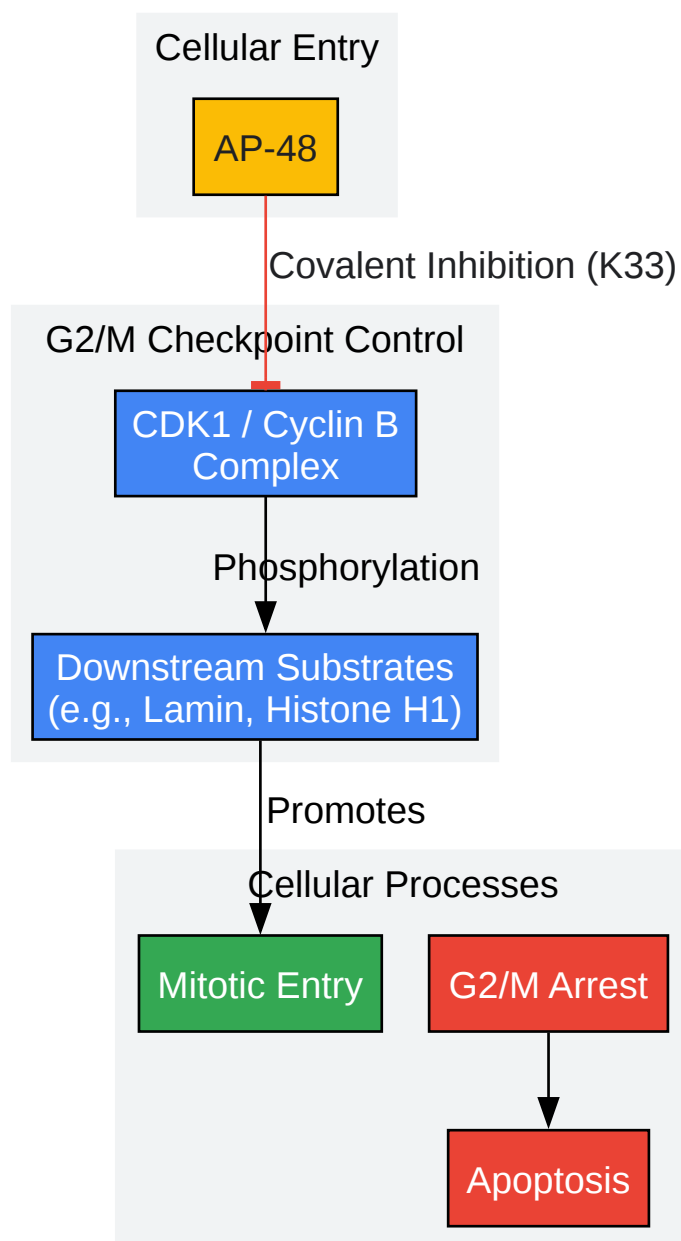 Cellular Entry
AP-48
Covalent Inhibition (K33)
G2/M Checkpoint Control
CDK1 / Cyclin B
Complex
Phosphorylation
Downstream Substrates
(e.g., Lamin, Histone H1)
Promotes
Cellular Processes
Mitotic Entry
G2/M Arrest
Apoptosis